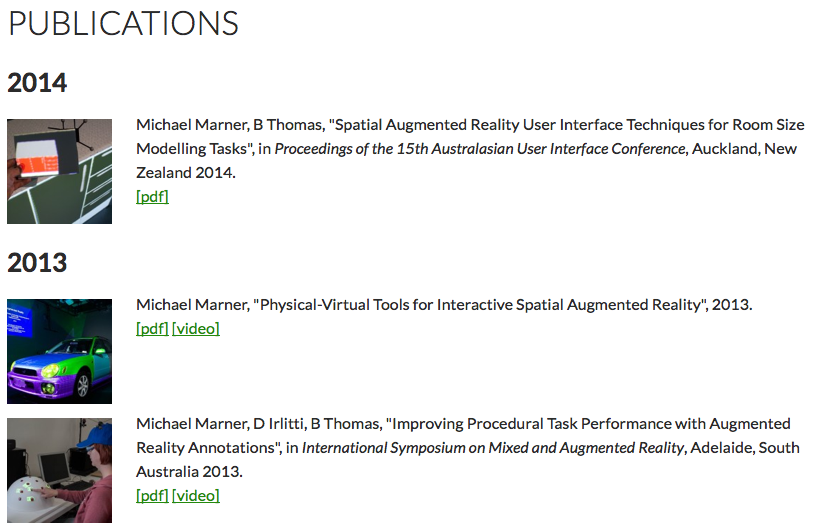 PUBLICATIONS
2014
Michael Marner, B Thomas, "Spatial Augmented Reality User Interface Techniques for Room Size
Modelling Tasks", in Proceedings of the 15th Australasian User Interface Conference, Auckland, New
Zealand 2014.
[pdf]
2013
Michael Marner, "Physical-Virtual Tools for Interactive Spatial Augmented Reality", 2013.
[pdf] [video]
Michael Marner, D Irlitti, B Thomas, "Improving Procedural Task Performance with Augmented
Reality Annotations", in International Symposium on Mixed and Augmented Reality, Adelaide, South
Australia 2013.
[pdf] [video]